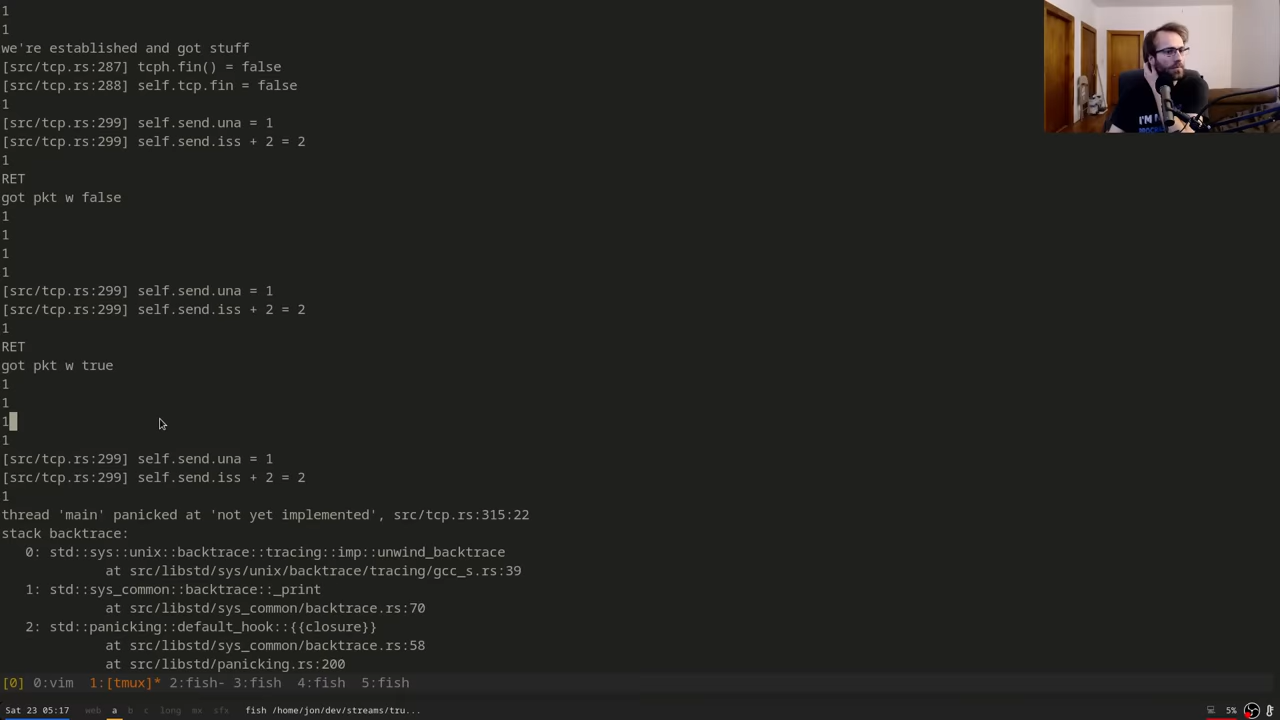 1
1
we're established and got stuff
[src/tcp.rs:287] tcph.fin() = false
[src/tcp.rs:288] self.tcp.fin = false
1
[src/tcp.rs:299] self.send.una = 1
[src/tcp.rs:299] self.send.iss + 2 = 2
1
RET
got pkt w false
1
1
1
1
[src/tcp.rs:299] self.send.una = 1
[src/tcp.rs:299] self.send.iss + 2 = 2
1
RET
got pkt w true
1
1
1
1
[src/tcp.rs:299] self.send.una = 1
[src/tcp.rs:299] self.send.iss + 2 = 2
1
thread 'main' panicked at 'not yet implemented', src/tcp.rs:315:22
stack backtrace:
0: std::sys::unix::backtrace::tracing::imp::unwind_backtrace
at src/libstd/sys/unix/backtrace/tracing/gcc_s.rs:39
1: std::sys_common::backtrace::_print
at src/libstd/sys_common/backtrace.rs:70
2: std::panicking::default_hook::{{closure}}
at src/libstd/sys_common/backtrace.rs:58
at src/libstd/panicking.rs:200
[0] 0:vim 1:[tmux]* 2:fish- 3:fish 4:fish 5:fish
Sat 23 05:17 web a b c long mx sfx fish /home/jon/dev/streams/tru... 5%
I'M